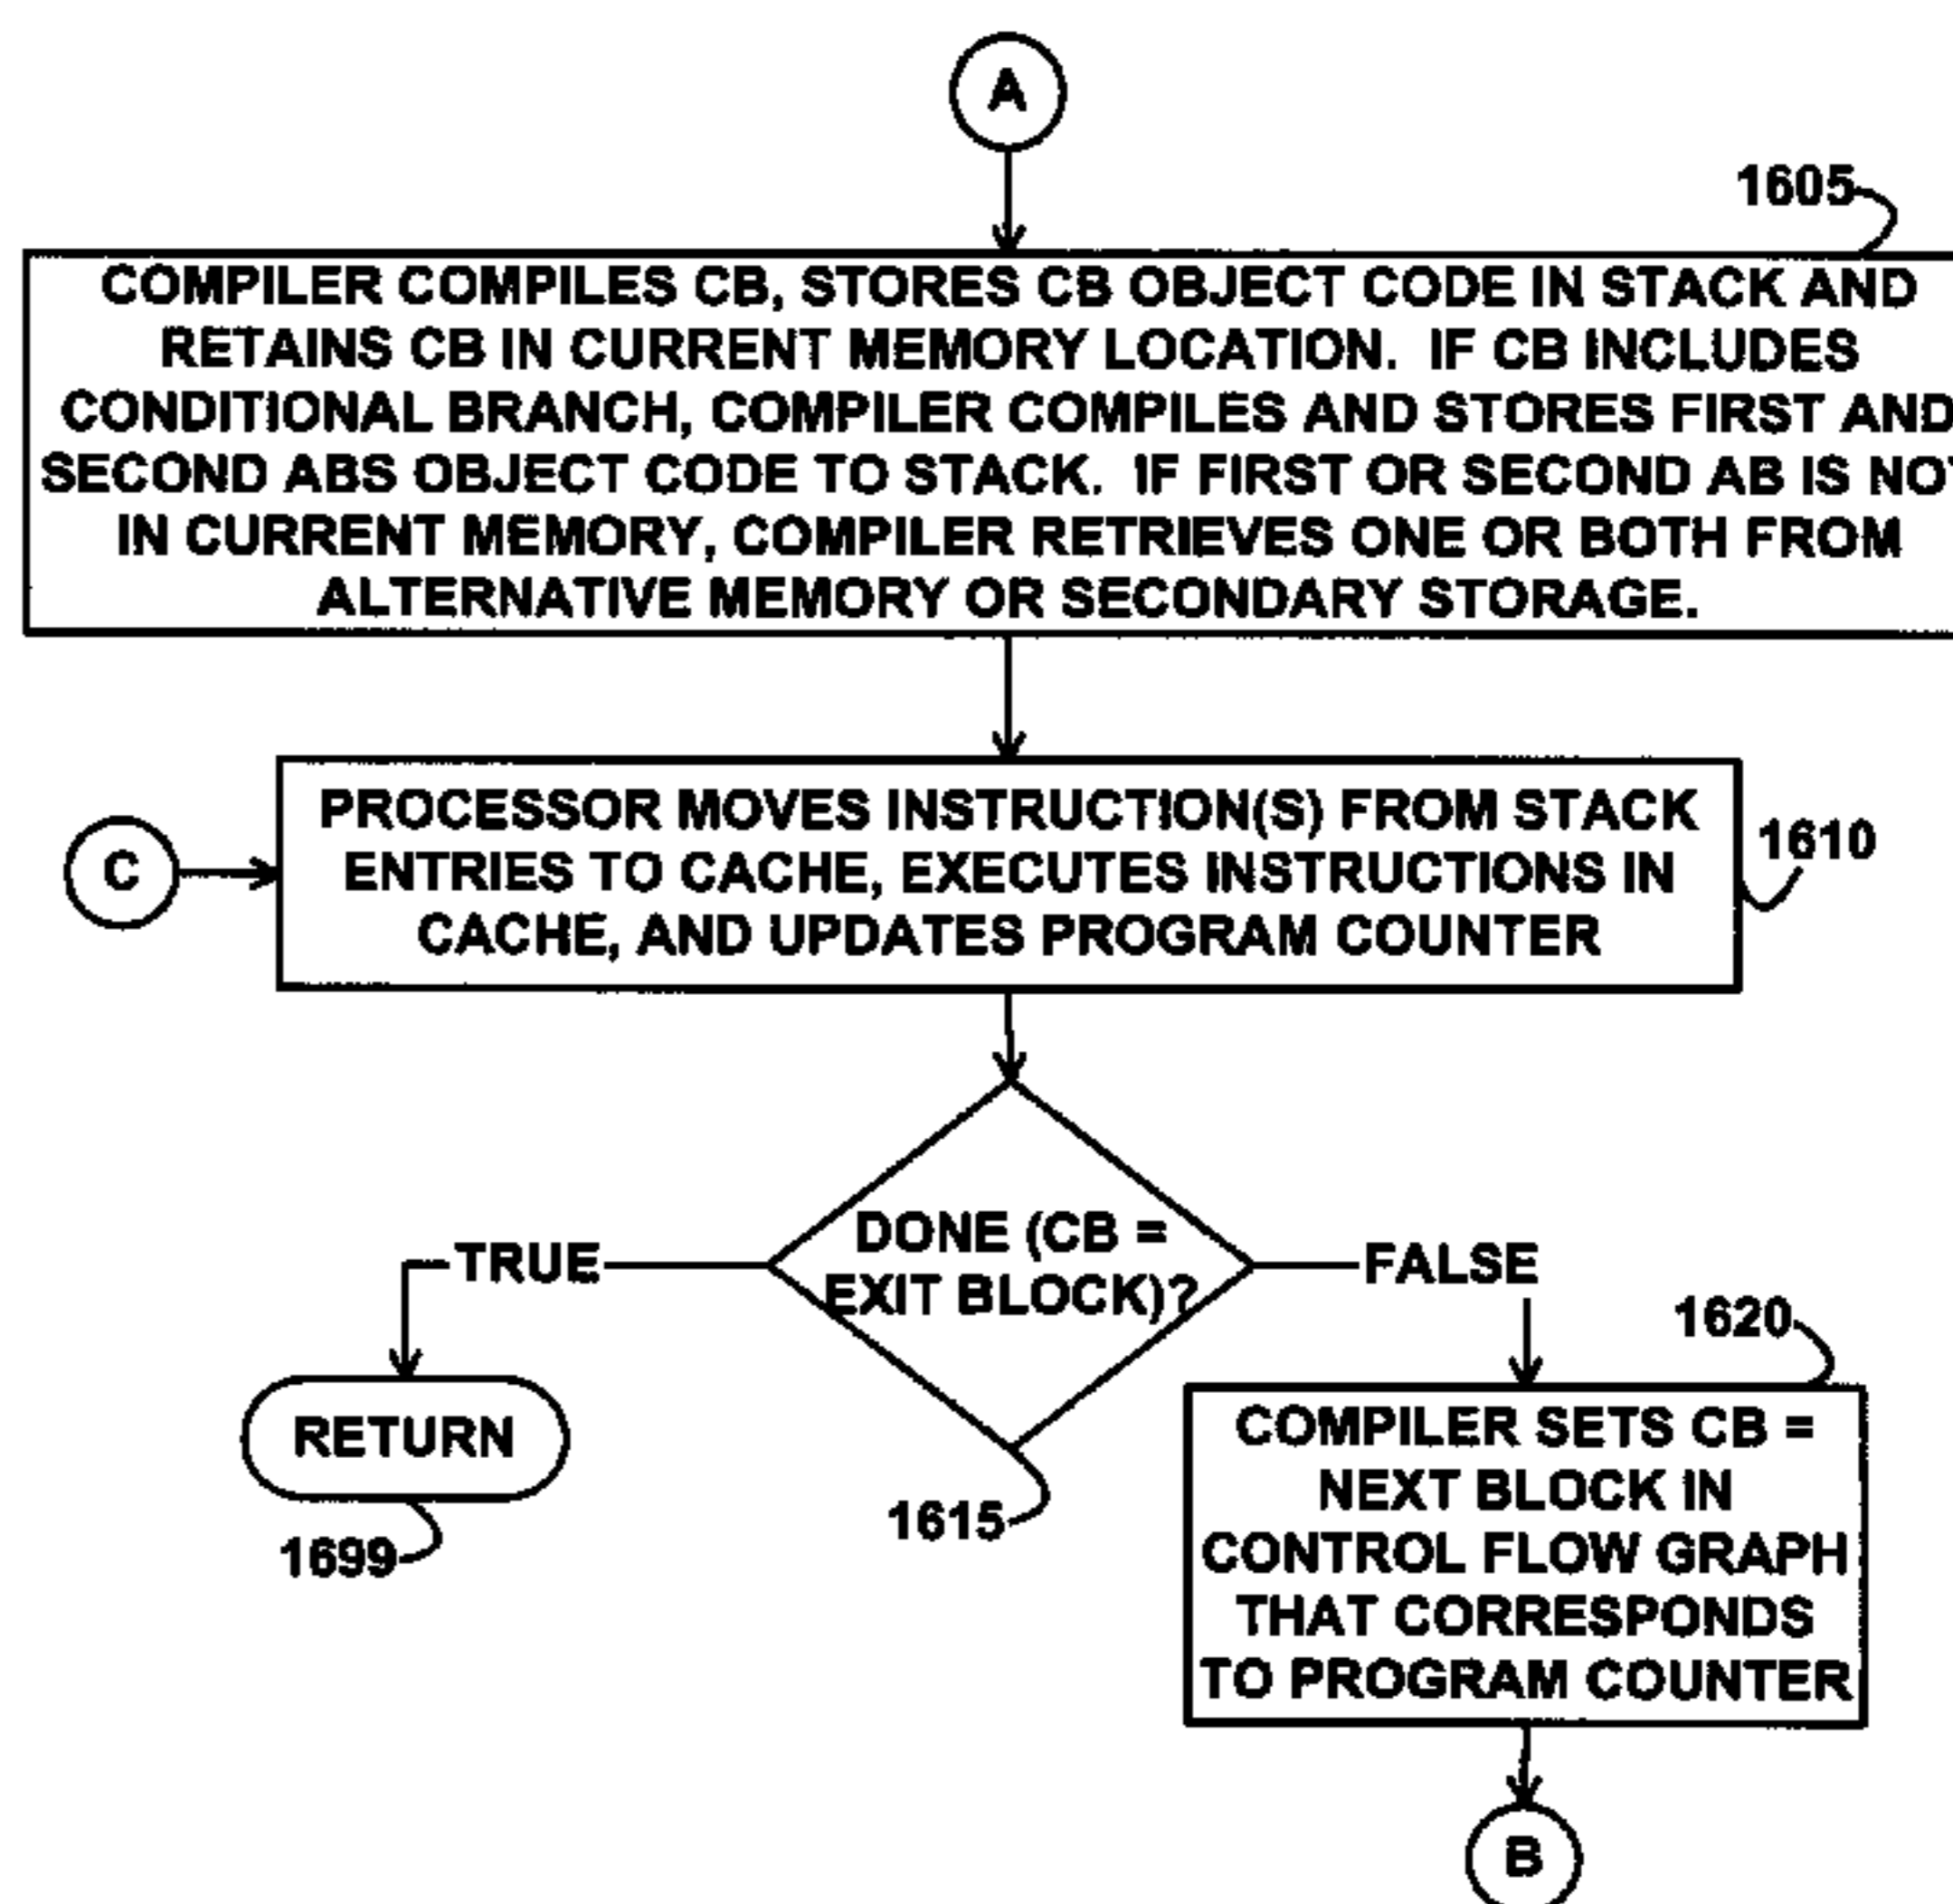 A
1605
COMPILER COMPILES CB, STORES CB OBJECT CODE IN STACK AND
RETAINS CB IN CURRENT MEMORY LOCATION. IF CB INCLUDES
CONDITIONAL BRANCH, COMPILER COMPILES AND STORES FIRST AND
SECOND ABS OBJECT CODE TO STACK. IF FIRST OR SECOND AB IS NOT
IN CURRENT MEMORY, COMPILER RETRIEVES ONE OR BOTH FROM
ALTERNATIVE MEMORY OR SECONDARY STORAGE.
C
PROCESSOR MOVES INSTRUCTION(S) FROM STACK
ENTRIES TO CACHE, EXECUTES INSTRUCTIONS IN
CACHE, AND UPDATES PROGRAM COUNTER
1610
DONE (CB =
EXIT BLOCK)?
TRUE
FALSE
RETURN
1699
1615
1620
COMPILER SETS CB =
NEXT BLOCK IN
CONTROL FLOW GRAPH
THAT CORRESPONDS
TO PROGRAM COUNTER
B